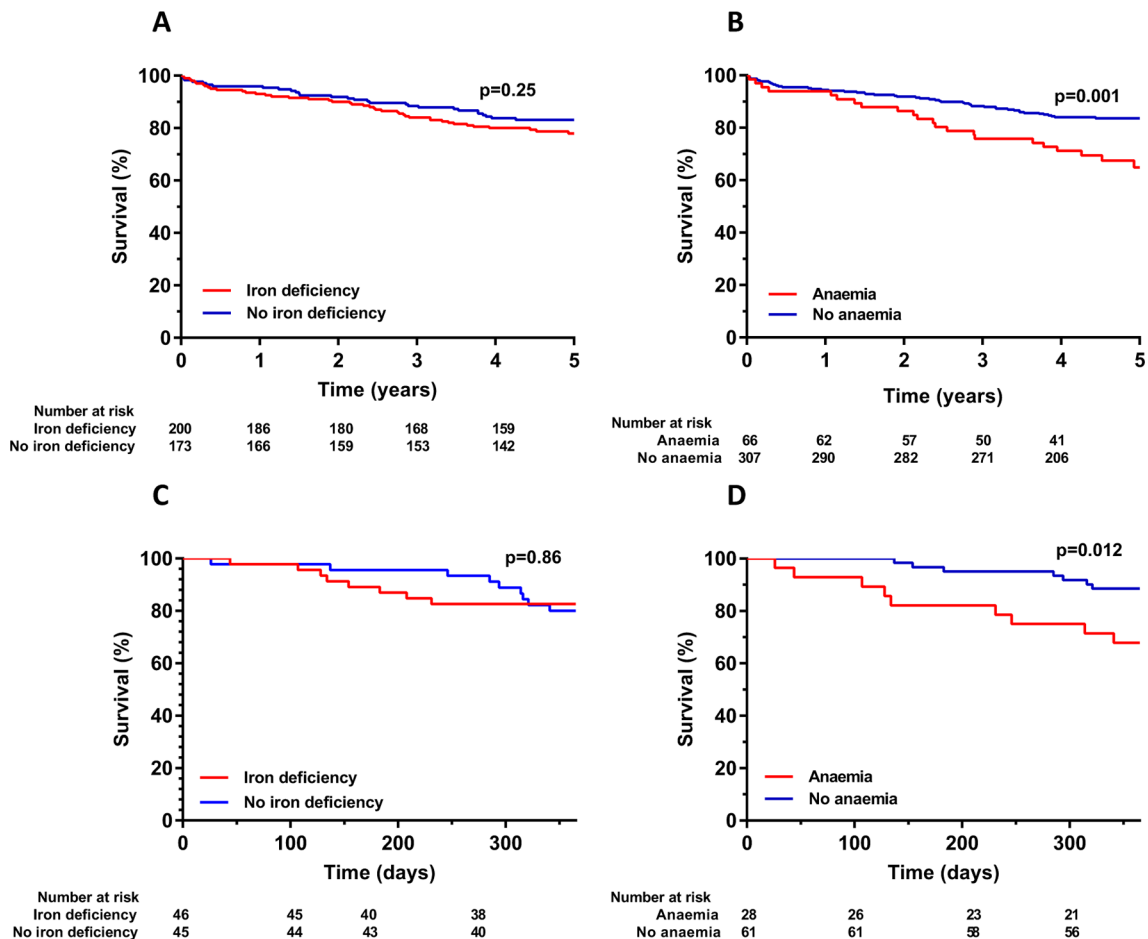 A
100
80
60
40
20
0
Survival (%)
p=0.25
Iron deficiency
No iron deficiency
0 1 2 3 4 5
Time (years)
Number at risk
Iron deficiency 200 186 180 168 159
No iron deficiency 173 166 159 153 142
B
100
80
60
40
20
0
Survival (%)
p=0.001
Anaemia
No anaemia
0 1 2 3 4 5
Time (years)
Number at risk
Anaemia 66 62 57 50 41
No anaemia 307 290 282 271 206
C
100
80
60
40
20
0
Survival (%)
p=0.86
Iron deficiency
No iron deficiency
0 100 200 300
Time (days)
Number at risk
Iron deficiency 46 45 40 38
No iron deficiency 45 44 43 40
D
100
80
60
40
20
0
Survival (%)
p=0.012
Anaemia
No anaemia
0 100 200 300
Time (days)
Number at risk
Anaemia 28 26 23 21
No anaemia 61 61 58 56